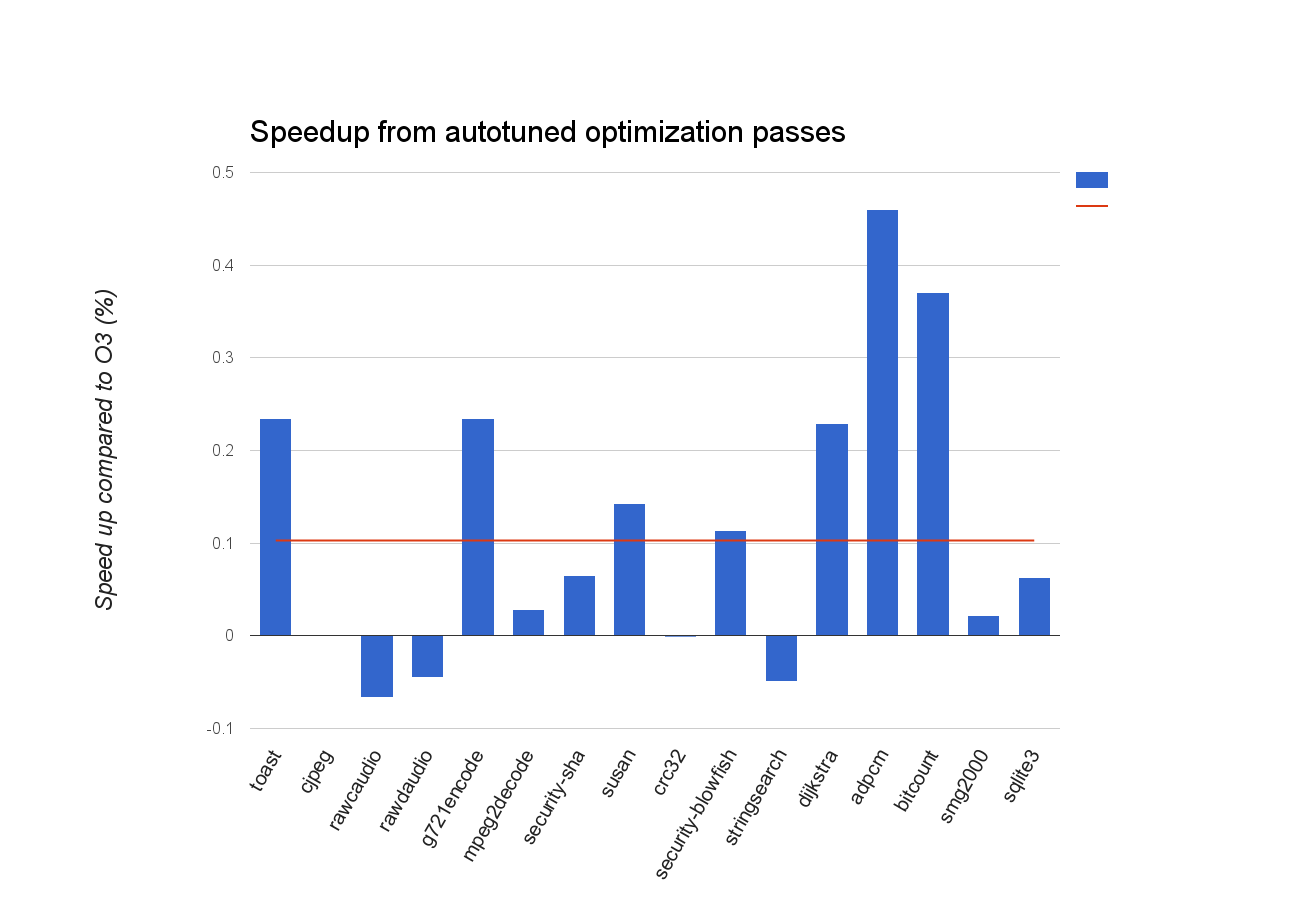 Speedup from autotuned optimization passes
0.5
0.4
0.3
0.2
0.1
0
-0.1
Speed up compared to O3 (%)
toast
cjpeg
rawcaudio
rawdaudio
g721encode
mpeg2decode
security-sha
susan
crc32
security-blowfish
stringsearch
dijkstra
adpcm
bitcount
smg2000
sqlite3